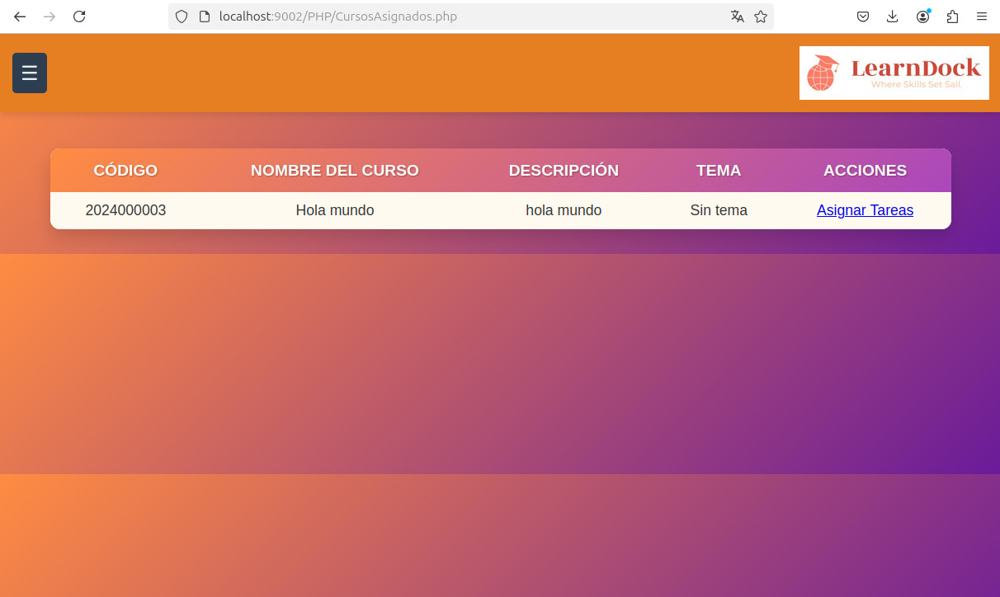 localhost:9002/PHP/CursosAsignados.php
☰
LearnDock
Where Skills Set Sail.
CÓDIGO NOMBRE DEL CURSO DESCRIPCIÓN TEMA ACCIONES
2024000003 Hola mundo hola mundo Sin tema Asignar Tareas